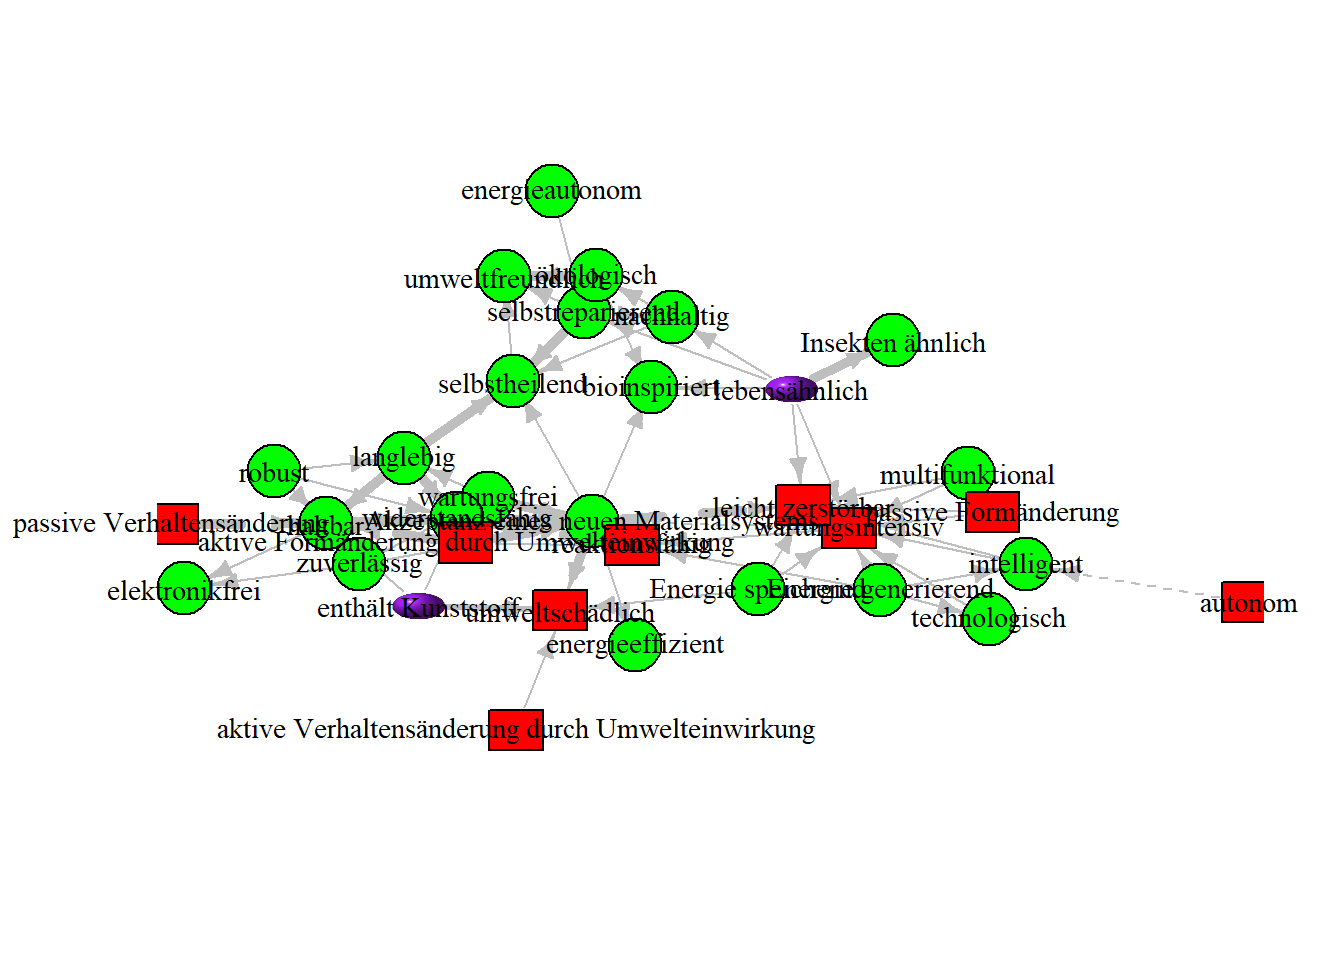 energieautonom
umweltfreundlich
ökologisch
selbstreparierend
nachhaltig
Insekten ähnlich
selbstheilend
bioinspiriert
lebensähnlich
robust
langlebig
multifunktional
wartungsfrei
leicht zerstörbar
passive Verhaltensänderung
haltbar
widerstandsfähig
Akzeptanz eines neuen Materialsystems
passive Formänderung
wartungsintensiv
aktive Formänderung durch Umwelteinwirkung
reaktionsfähig
zuverlässig
intelligent
elektronikfrei
Energie speichernd
Energie generierend
autonom
enthält Kunststoff
umweltschädlich
technologisch
energieeffizient
aktive Verhaltensänderung durch Umwelteinwirkung